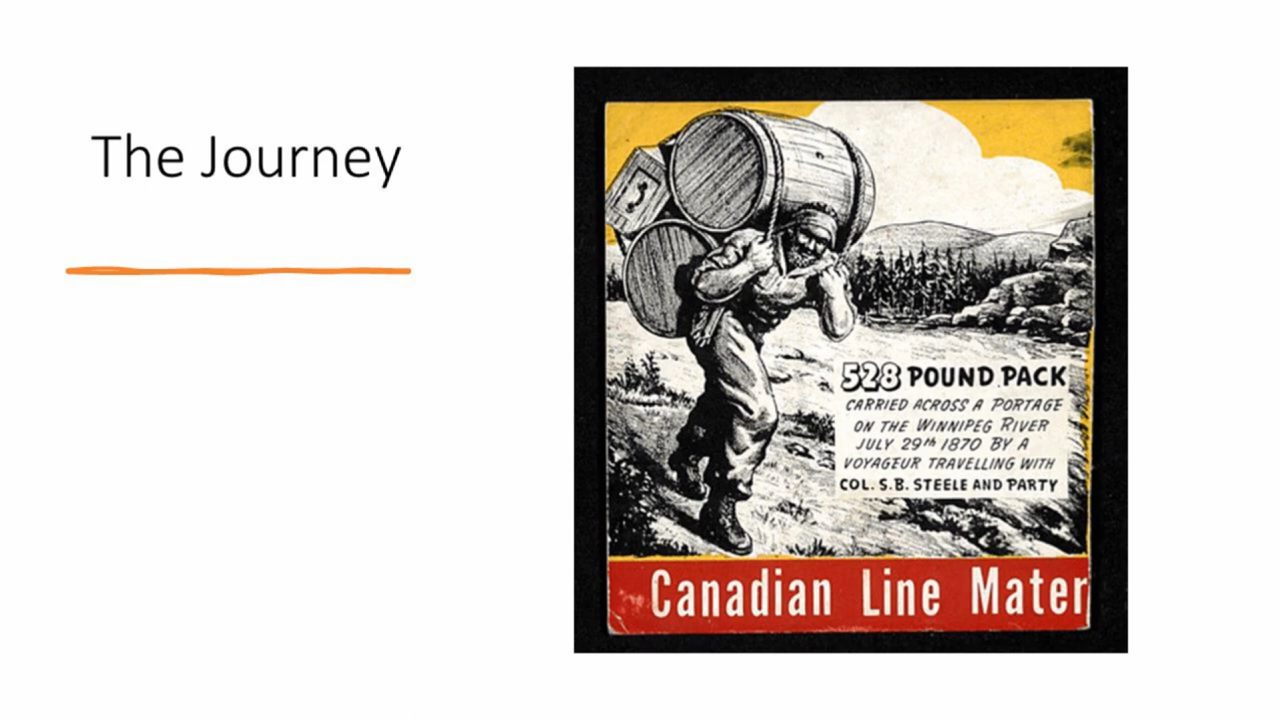 The Journey
528 POUND PACK
CARRIED ACROSS A PORTAGE
ON THE WINNIPEG RIVER
JULY 29th 1870 BY A
VOYAGEUR TRAVELLING WITH
COL. S.B. STEELE AND PARTY
Canadian Line Mater